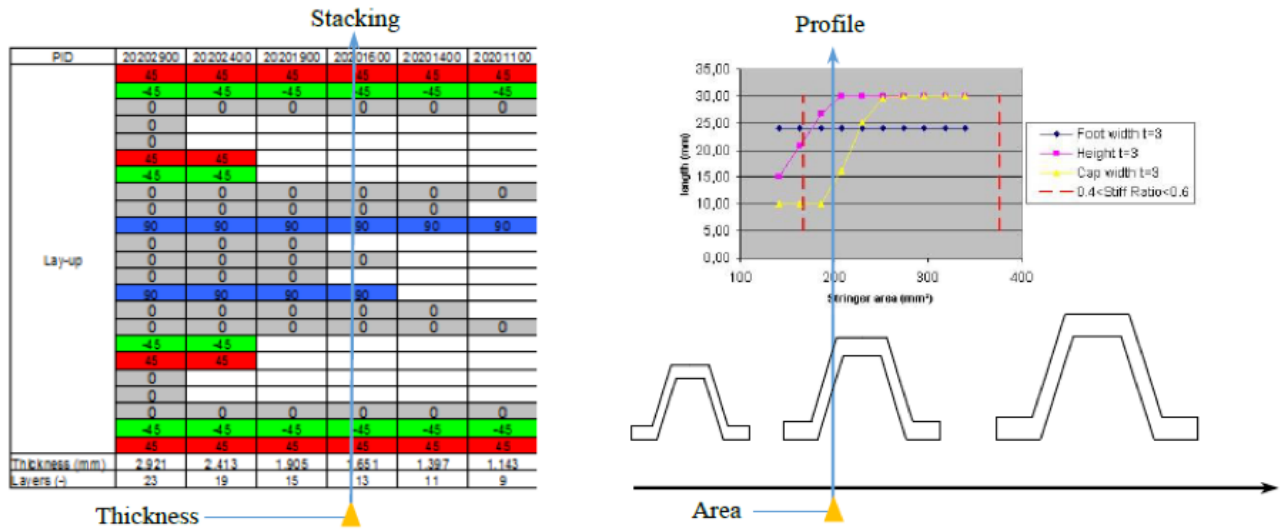 Stacking
PID 20202900 20202400 20201900 20201600 20201400 20201100
45 45 45 45 45 45
-45 -45 -45 -45 -45 -45
0 0 0 0 0 0
0
0
45 45
-45 -45
0 0 0 0 0 0
0 0 0 0 0
90 90 90 90 90 90
0 0 0
Lay-up 0 0 0 0
0 0 0
90 90 90 90
0 0 0 0 0
0 0 0 0 0 0
-45 -45
45 45
0
0
0 0 0 0 0 0
-45 -45 -45 -45 -45 -45
45 45 45 45 45 45
Thickness (mm) 2.921 2.413 1.905 1.651 1.397 1.143
Layers (-) 23 19 15 13 11 9
Thickness
Profile
35,00
30,00
25,00
20,00
15,00
10,00
5,00
0,00
length (mm)
100 200 300 400
Stringer area (mm²)
Foot width t=3
Height t=3
Cap width t=3
0.4<Stiff Ratio<0.6
Area